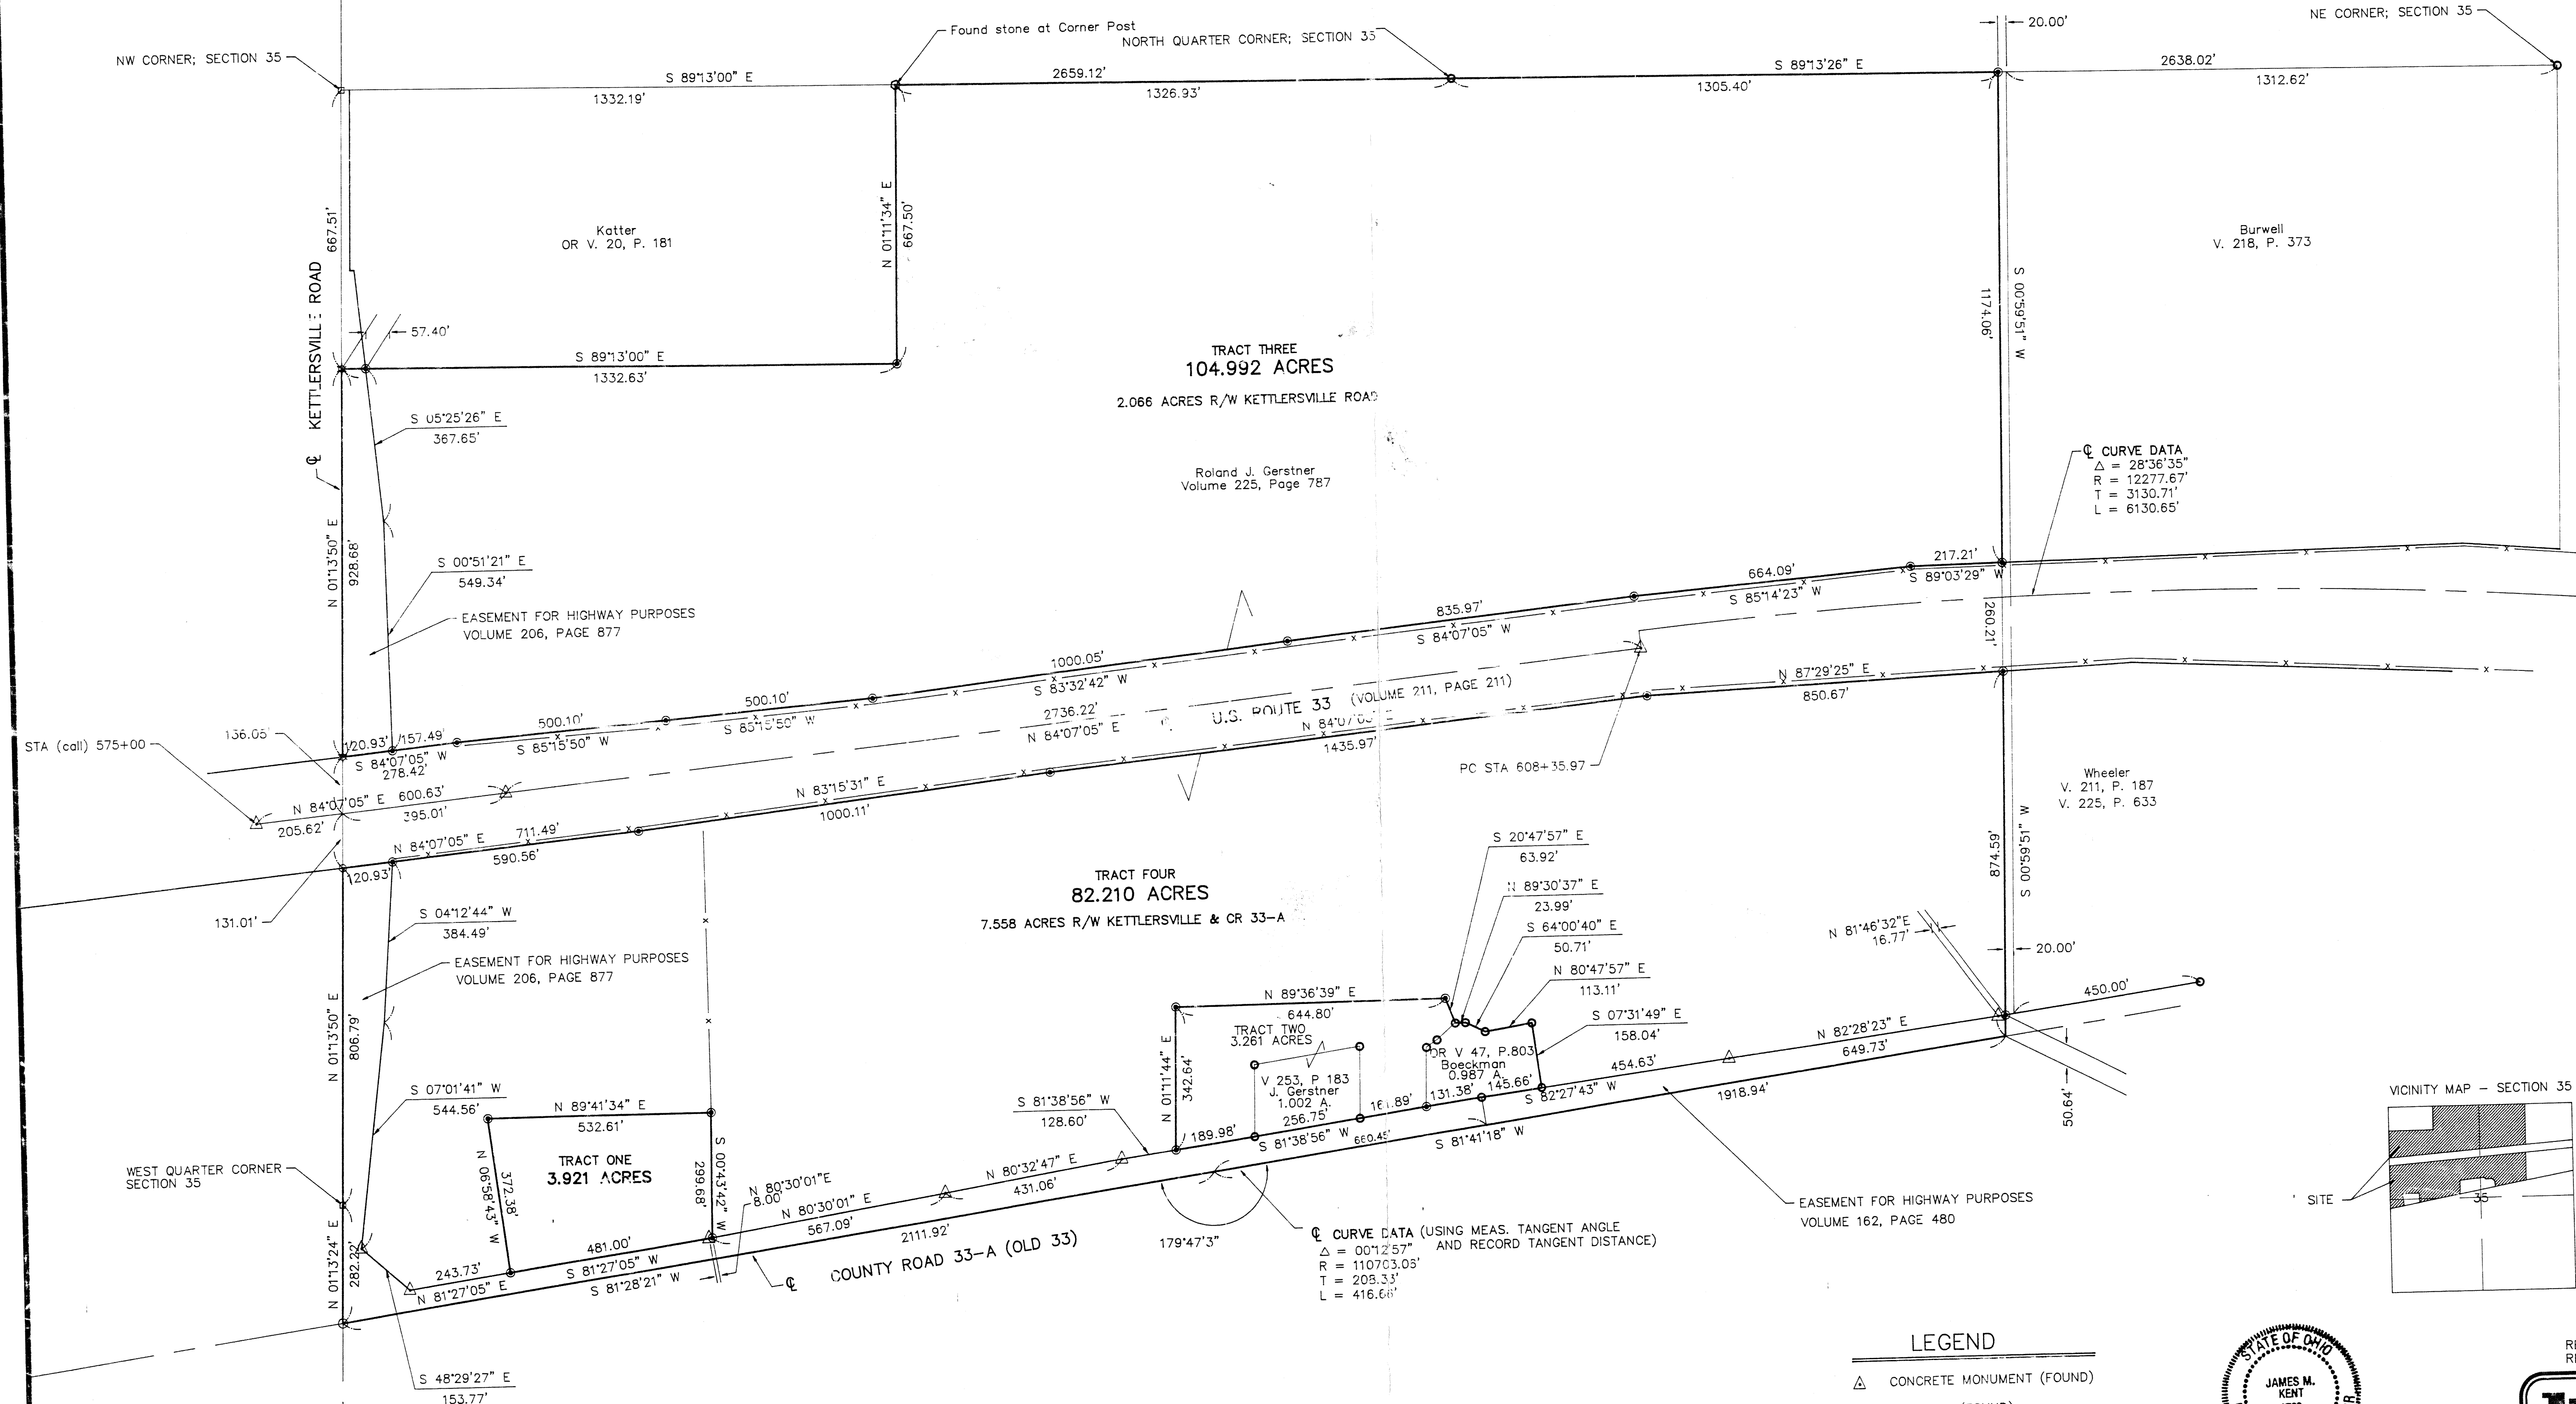 NW CORNER; SECTION 35
S 89°13'00" E
1332.19'
Found stone at Corner Post
NORTH QUARTER CORNER; SECTION 35
2659.12'
1326.93'
S 89°13'26" E
1305.40'
20.00'
NE CORNER; SECTION 35
2638.02'
1312.62'
667.51'
Katter
OR V. 20, P. 181
N 01°11'34" E
667.50'
Burwell
V. 218, P. 373
S 00°59'51" W
1174.06'
KETTLERSVILLE ROAD
57.40'
S 89°13'00" E
1332.63'
TRACT THREE
104.992 ACRES
2.066 ACRES R/W KETTLERSVILLE ROAD
Roland J. Gerstner
Volume 225, Page 787
S 05°25'26" E
367.65'
℄ CURVE DATA
△ = 28°36'35"
R = 12277.67'
T = 3130.71'
L = 6130.65'
N 01°13'50" E
928.68'
S 00°51'21" E
549.34'
EASEMENT FOR HIGHWAY PURPOSES
VOLUME 206, PAGE 877
217.21'
S 89°03'29" W
664.09'
S 85°14'23" W
835.97'
S 84°07'05" W
1000.05'
S 83°32'42" W
500.10'
S 85°15'50" W
500.10'
S 85°15'50" W
120.93'
157.49'
S 84°07'05" W
278.42'
136.05'
STA (call) 575+00
N 84°07'05" E 600.63'
205.62'
395.01'
2736.22'
N 84°07'05" E
U.S. ROUTE 33 (VOLUME 211, PAGE 211)
260.21'
N 87°29'25" E
850.67'
N 84°07'05" E
1435.97'
PC STA 608+35.97
N 83°15'31" E
1000.11'
N 84°07'05" E
711.49'
590.56'
120.93'
131.01'
Wheeler
V. 211, P. 187
V. 225, P. 633
S 00°59'51" W
874.59'
TRACT FOUR
82.210 ACRES
7.558 ACRES R/W KETTLERSVILLE & CR 33-A
S 04°12'44" W
384.49'
EASEMENT FOR HIGHWAY PURPOSES
VOLUME 206, PAGE 877
S 20°47'57" E
63.92'
N 89°30'37" E
23.99'
S 64°00'40" E
50.71'
N 80°47'57" E
113.11'
S 07°31'49" E
158.04'
N 81°46'32"E
16.77'
20.00'
450.00'
N 01°13'50" E
806.79'
N 89°36'39" E
644.80'
TRACT TWO
3.261 ACRES
N 01°11'44" E
342.64'
V 253, P 183
J. Gerstner
1.002 A.
OR V 47, P.803
Boeckman
0.987 A.
N 82°28'23" E
649.73'
454.63'
S 82°27'43" W
1918.94'
145.66'
131.38'
161.89'
256.75'
189.98'
S 81°38'56" W
660.45'
S 81°41'18" W
50.64'
S 81°38'56" W
128.60'
S 07°01'41" W
544.56'
N 89°41'34" E
532.61'
TRACT ONE
3.921 ACRES
N 06°58'43" W
372.38'
S 00°43'42" W
299.68'
WEST QUARTER CORNER
SECTION 35
N 80°30'01"E
8.00'
N 80°30'01" E
567.09'
N 80°32'47" E
431.06'
2111.92'
EASEMENT FOR HIGHWAY PURPOSES
VOLUME 162, PAGE 480
VICINITY MAP – SECTION 35
35
SITE
N 01°13'24" E
282.22'
243.73'
N 81°27'05" E
481.00'
S 81°27'05" W
S 81°28'21" W
℄ COUNTY ROAD 33-A (OLD 33)
179°47'3"
℄ CURVE DATA (USING MEAS. TANGENT ANGLE
AND RECORD TANGENT DISTANCE)
△ = 00°12'57"
R = 110703.06'
T = 208.33'
L = 416.66'
S 48°29'27" E
153.77'
LEGEND
△ CONCRETE MONUMENT (FOUND)
STATE OF OHIO
JAMES M.
KENT